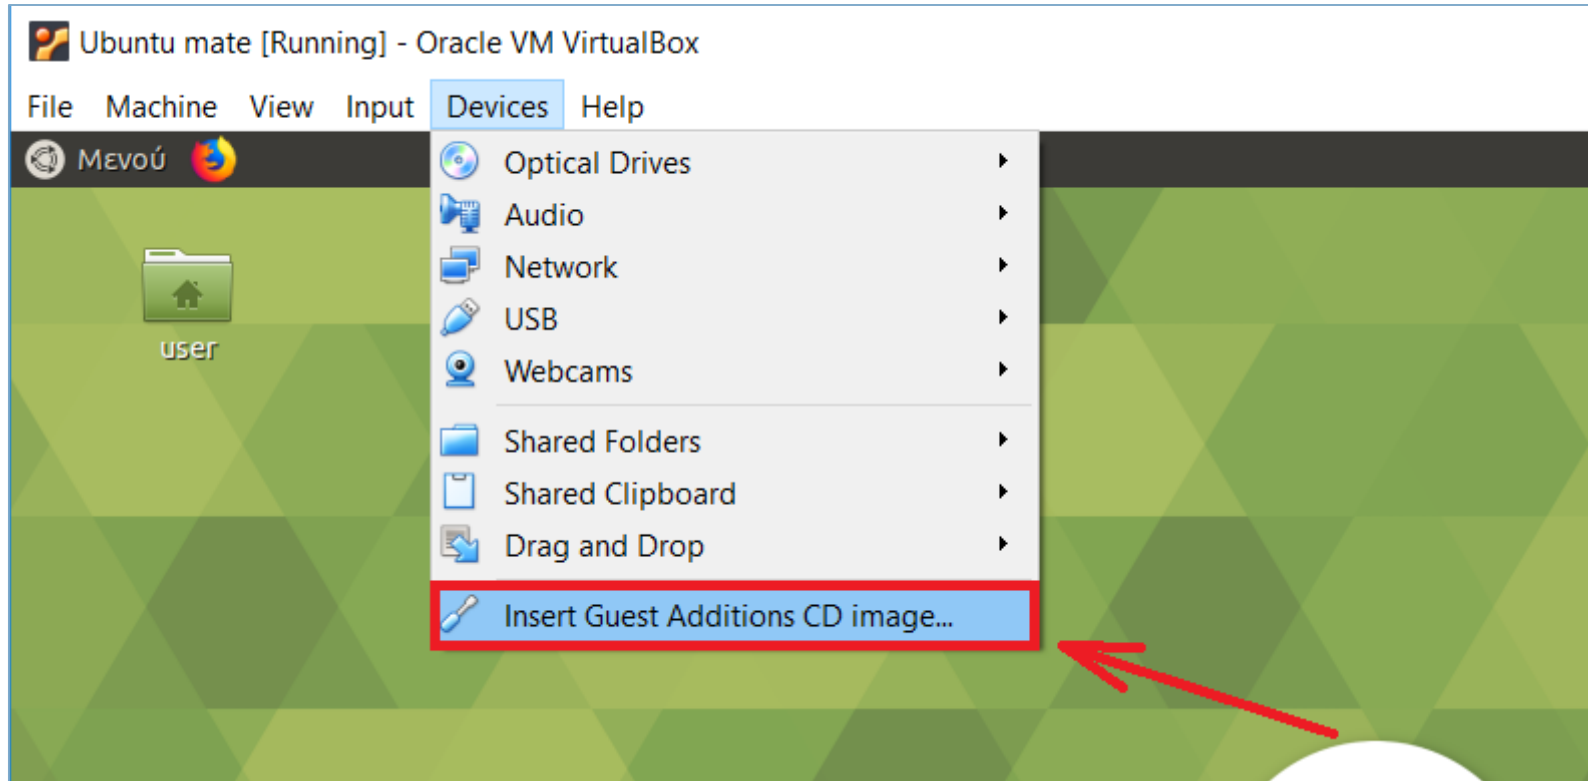 Ubuntu mate [Running] - Oracle VM VirtualBox
File Machine View Input Devices Help
Μενού
user
Optical Drives
Audio
Network
USB
Webcams
Shared Folders
Shared Clipboard
Drag and Drop
Insert Guest Additions CD image...